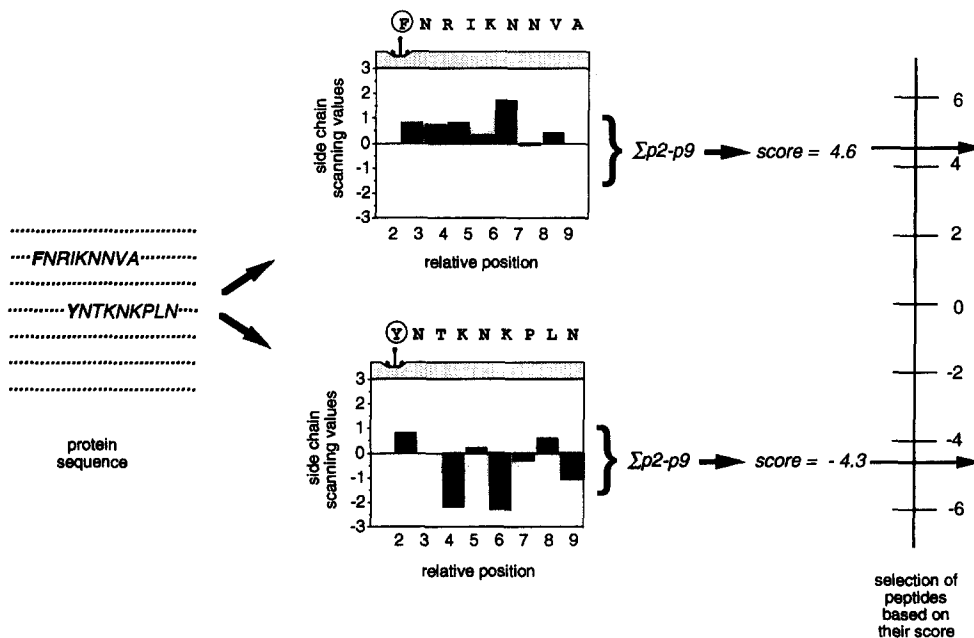 F N R I K N N V A
3
2
1
0
-1
-2
-3
side chain
scanning values
2 3 4 5 6 7 8 9
relative position
Σp2-p9
score = 4.6
FNRIKNNVA
YNTKNKPLN
protein
sequence
Y N T K N K P L N
3
2
1
0
-1
-2
-3
side chain
scanning values
2 3 4 5 6 7 8 9
relative position
Σp2-p9
score = - 4.3
6
4
2
0
-2
-4
-6
selection of
peptides
based on
their score